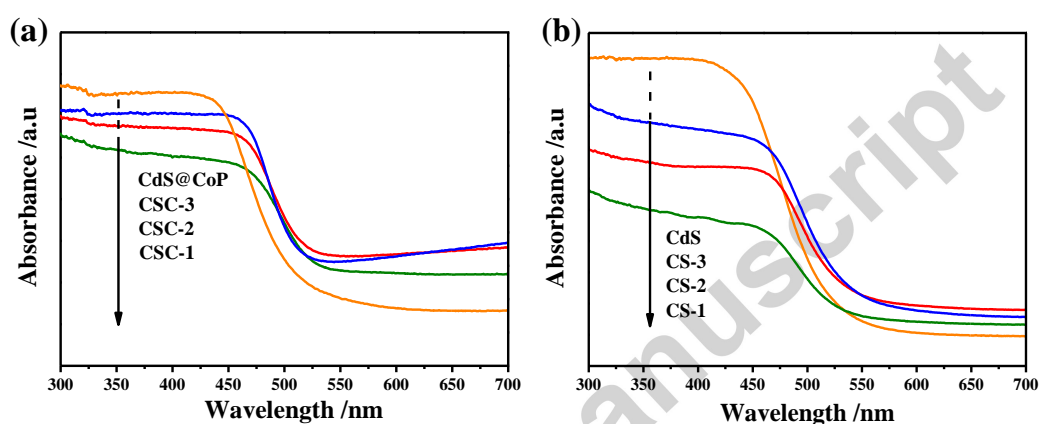 (a)
Absorbance /a.u
CdS@CoP
CSC-3
CSC-2
CSC-1
300 350 400 450 500 550 600 650 700
Wavelength /nm
(b)
Absorbance /a.u
CdS
CS-3
CS-2
CS-1
300 350 400 450 500 550 600 650 700
Wavelength /nm
anuscript